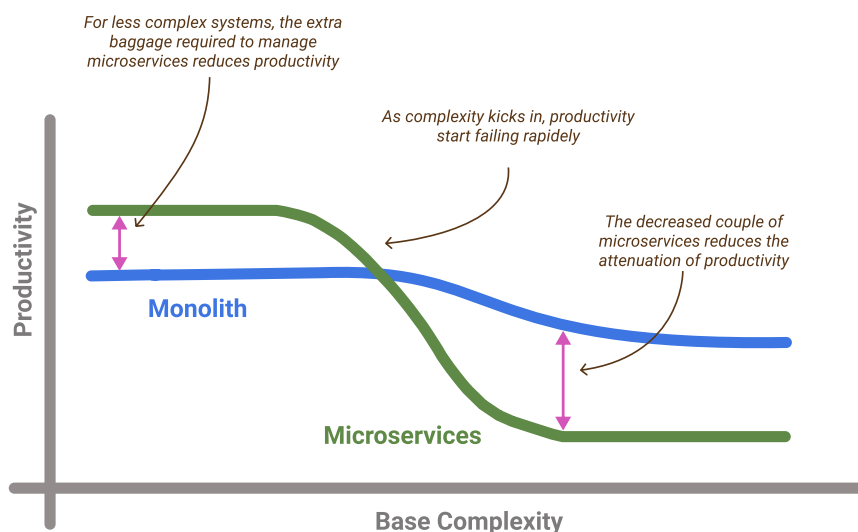 For less complex systems, the extra
baggage required to manage
microservices reduces productivity
As complexity kicks in, productivity
start failing rapidely
The decreased couple of
microservices reduces the
attenuation of productivity
Productivity
Monolith
Microservices
Base Complexity